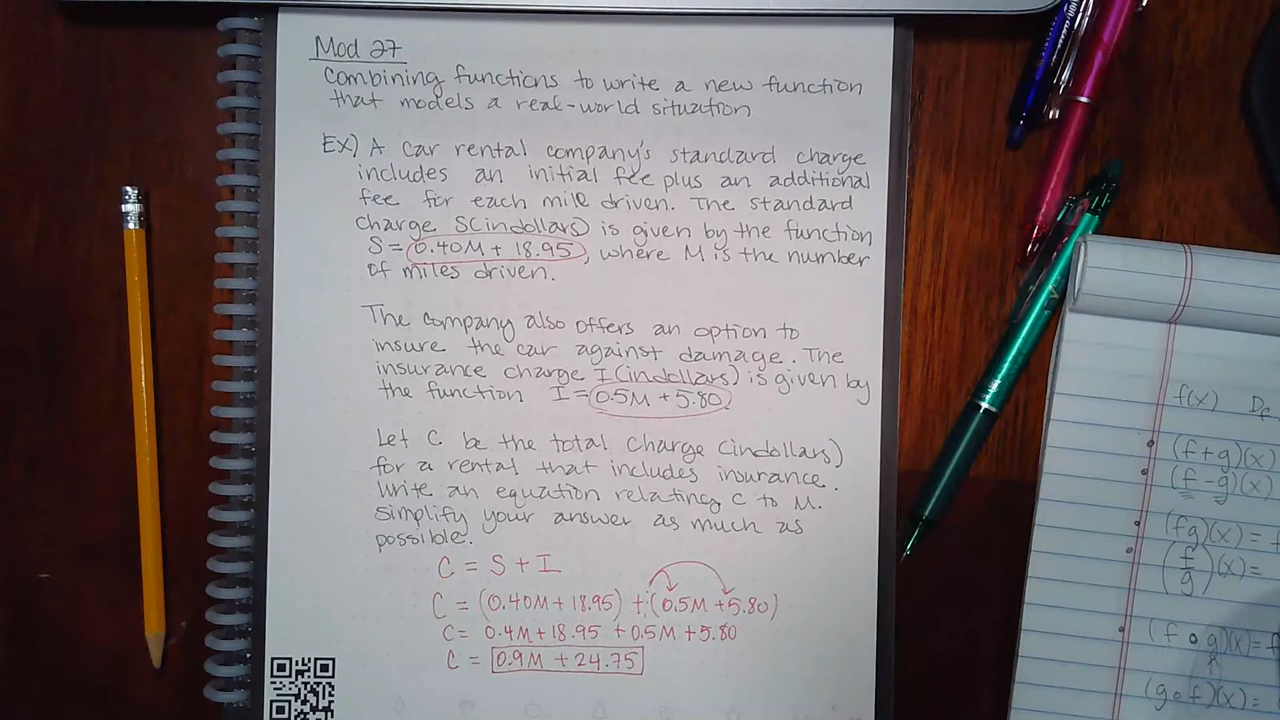 Mod 27
Combining functions to write a new function
that models a real-world situation
EX) A car rental company's standard charge
includes an initial fee plus an additional
fee for each mile driven. The standard
charge S(in dollars) is given by the function
S = 0.40M + 18.95, where M is the number
of miles driven.
The company also offers an option to
insure the car against damage. The
insurance charge I (in dollars) is given by
the function I = 0.5M + 5.80.
Let C be the total charge (in dollars)
for a rental that includes insurance.
Write an equation relating C to M.
Simplify your answer as much as
possible.
C = S + I
C = (0.40M + 18.95) + (0.5M + 5.80)
C = 0.4M + 18.95 + 0.5M + 5.80
C = 0.9M + 24.75
f(x)
(f+g)(x)
(f-g)(x)
(fg)(x) =
(f/g)(x) =
(f∘g)(x) = f
(g∘f)(x) =